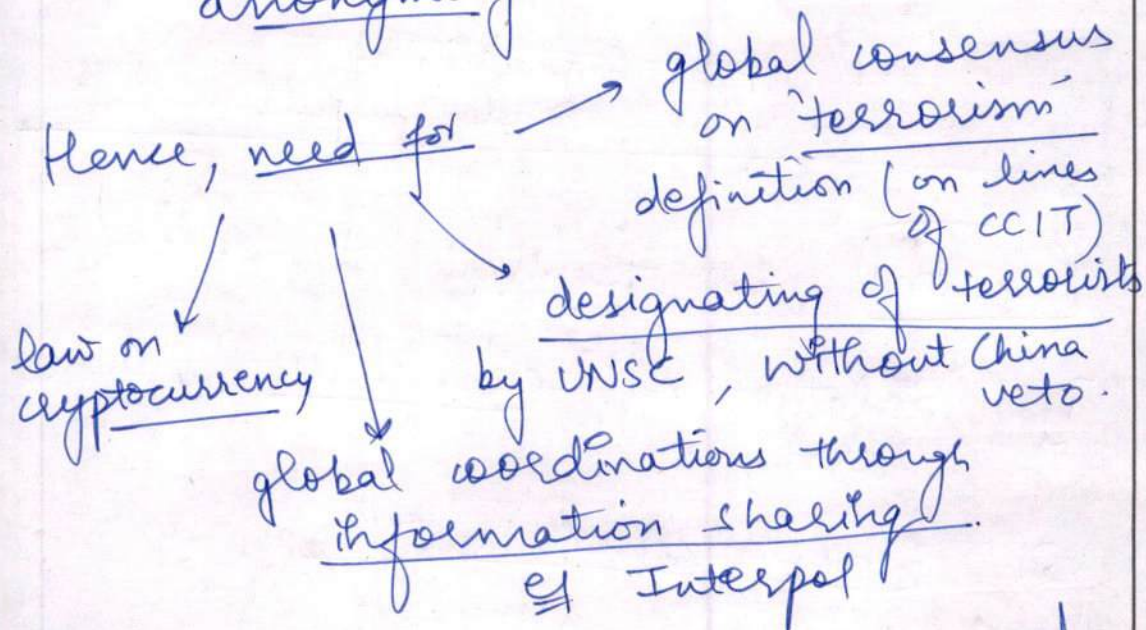 anonymity
Hence, need for
global consensus
on "terrorism"
definition (on lines
of CCIT)
designating of terrorists
by UNSC, without China
veto.
law on
cryptocurrency
global coordinations through
information sharing.
eg Interpol